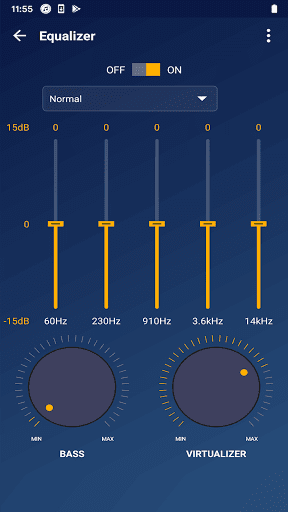 11:55
Equalizer
OFF ON
Normal
15dB 0 0 0 0 0
0
-15dB 60Hz 230Hz 910Hz 3.6kHz 14kHz
MIN MAX MIN MAX
BASS VIRTUALIZER